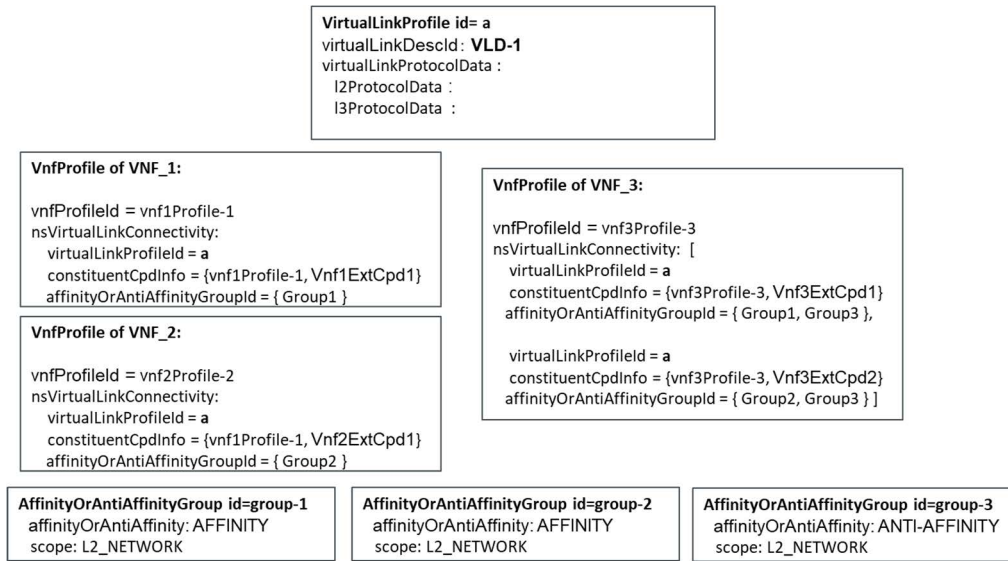 VirtualLinkProfile id= a
virtualLinkDescId: VLD-1
virtualLinkProtocolData :
l2ProtocolData :
l3ProtocolData :
VnfProfile of VNF_1:
vnfProfileId = vnf1Profile-1
nsVirtualLinkConnectivity:
virtualLinkProfileId = a
constituentCpdInfo = {vnf1Profile-1, Vnf1ExtCpd1}
affinityOrAntiAffinityGroupId = { Group1 }
VnfProfile of VNF_2:
vnfProfileId = vnf2Profile-2
nsVirtualLinkConnectivity:
virtualLinkProfileId = a
constituentCpdInfo = {vnf1Profile-1, Vnf2ExtCpd1}
affinityOrAntiAffinityGroupId = { Group2 }
VnfProfile of VNF_3:
vnfProfileId = vnf3Profile-3
nsVirtualLinkConnectivity: [
virtualLinkProfileId = a
constituentCpdInfo = {vnf3Profile-3, Vnf3ExtCpd1}
affinityOrAntiAffinityGroupId = { Group1, Group3 },
virtualLinkProfileId = a
constituentCpdInfo = {vnf3Profile-3, Vnf3ExtCpd2}
affinityOrAntiAffinityGroupId = { Group2, Group3 } ]
AffinityOrAntiAffinityGroup id=group-1
affinityOrAntiAffinity: AFFINITY
scope: L2_NETWORK
AffinityOrAntiAffinityGroup id=group-2
affinityOrAntiAffinity: AFFINITY
scope: L2_NETWORK
AffinityOrAntiAffinityGroup id=group-3
affinityOrAntiAffinity: ANTI-AFFINITY
scope: L2_NETWORK